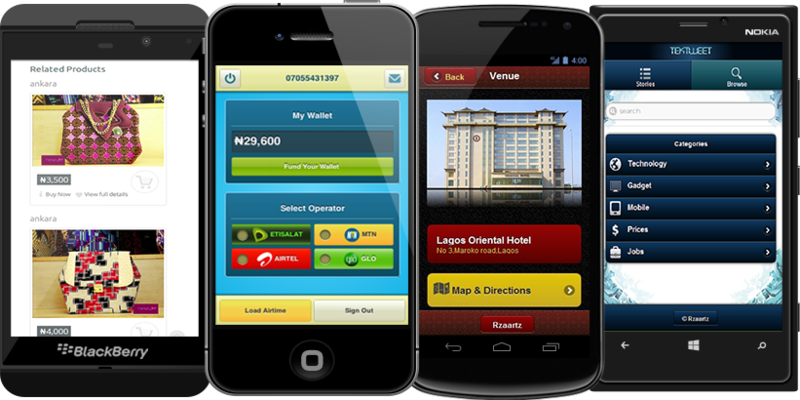 Related Products
ankara
₦3,500
Buy Now
View full details
ankara
₦4,000
BlackBerry
07055431397
My Wallet
₦29,600
Fund Your Wallet
Select Operator
ETISALAT
MTN
AIRTEL
glo
GLO
Load Airtime
Sign Out
4:00
Back
Venue
Lagos Oriental Hotel
No 3,Maroko road,Lagos
Map & Directions
Rzaartz
NOKIA
TEKTWEET
Stories
Browse
search
Categories
Technology
Gadget
Mobile
$ Prices
Jobs
© Rzaartz